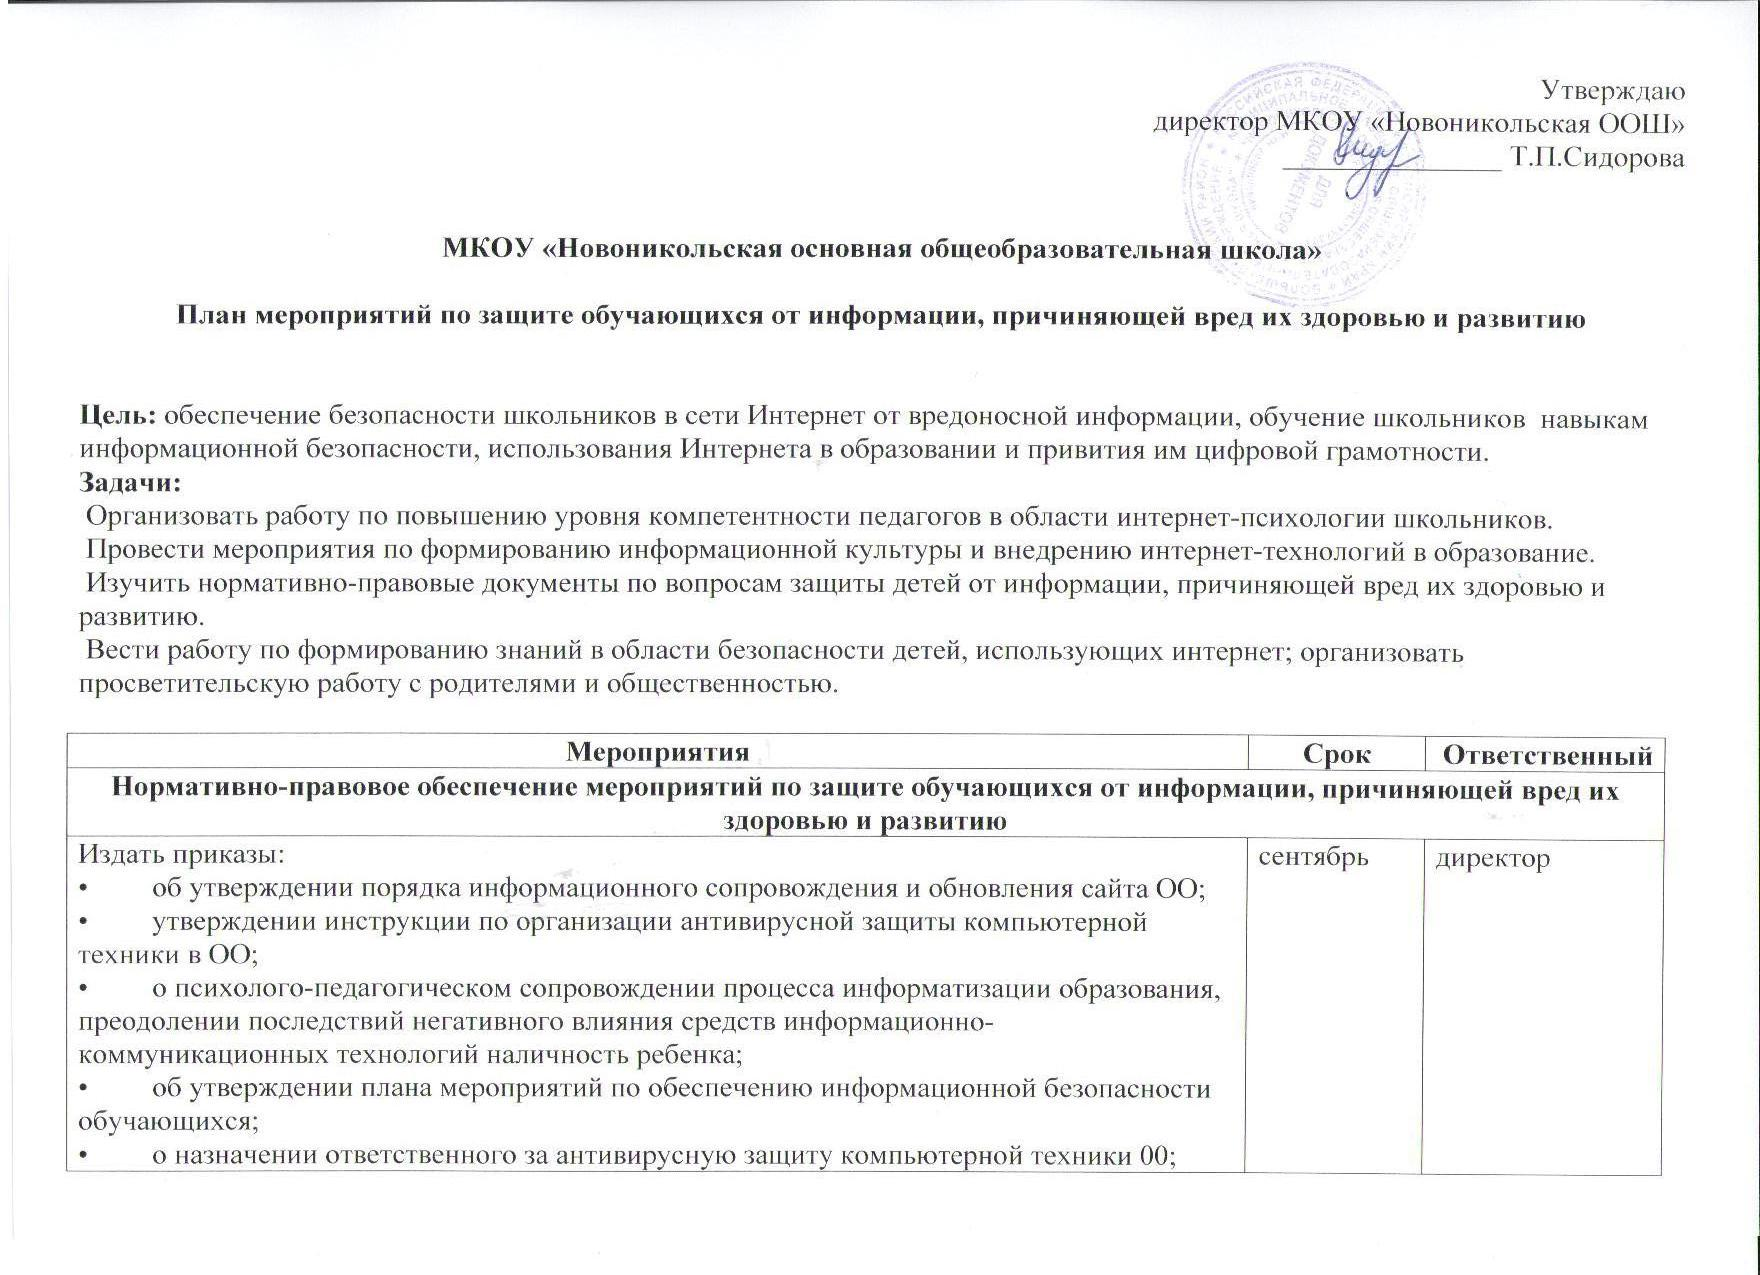 Утверждаю
директор МКОУ «Новоникольская ООШ»
________________ Т.П.Сидорова
ДЛЯ
ДОКУМЕНТОВ
МКОУ «Новоникольская основная общеобразовательная школа»
План мероприятий по защите обучающихся от информации, причиняющей вред их здоровью и развитию
Цель: обеспечение безопасности школьников в сети Интернет от вредоносной информации, обучение школьников  навыкам
информационной безопасности, использования Интернета в образовании и привития им цифровой грамотности.
Задачи:
Организовать работу по повышению уровня компетентности педагогов в области интернет-психологии школьников.
Провести мероприятия по формированию информационной культуры и внедрению интернет-технологий в образование.
Изучить нормативно-правовые документы по вопросам защиты детей от информации, причиняющей вред их здоровью и
развитию.
Вести работу по формированию знаний в области безопасности детей, использующих интернет; организовать
просветительскую работу с родителями и общественностью.
Мероприятия Срок Ответственный
Нормативно-правовое обеспечение мероприятий по защите обучающихся от информации, причиняющей вред их
здоровью и развитию
Издать приказы: сентябрь директор
• об утверждении порядка информационного сопровождения и обновления сайта ОО;
• утверждении инструкции по организации антивирусной защиты компьютерной
техники в ОО;
• о психолого-педагогическом сопровождении процесса информатизации образования,
преодолении последствий негативного влияния средств информационно-
коммуникационных технологий наличность ребенка;
• об утверждении плана мероприятий по обеспечению информационной безопасности
обучающихся;
• о назначении ответственного за антивирусную защиту компьютерной техники 00;